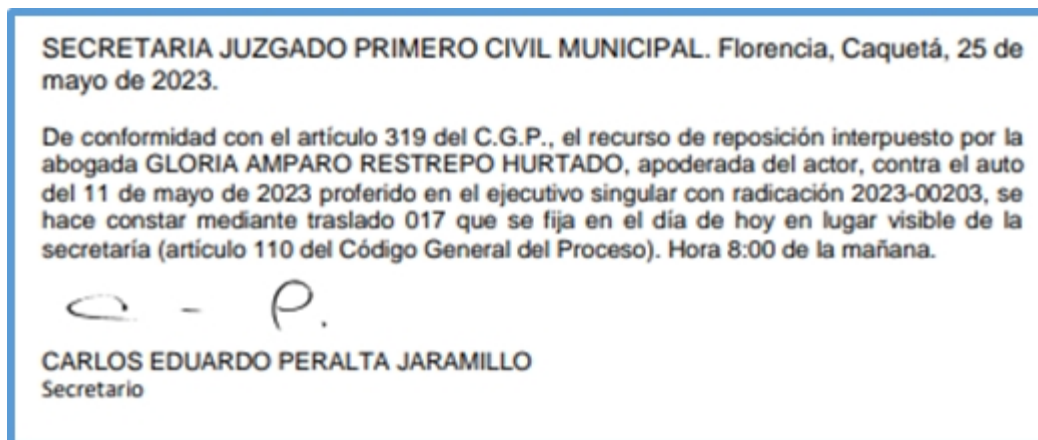 SECRETARIA JUZGADO PRIMERO CIVIL MUNICIPAL. Florencia, Caquetá, 25 de
mayo de 2023.
De conformidad con el artículo 319 del C.G.P., el recurso de reposición interpuesto por la
abogada GLORIA AMPARO RESTREPO HURTADO, apoderada del actor, contra el auto
del 11 de mayo de 2023 proferido en el ejecutivo singular con radicación 2023-00203, se
hace constar mediante traslado 017 que se fija en el día de hoy en lugar visible de la
secretaría (artículo 110 del Código General del Proceso). Hora 8:00 de la mañana.
C - P.
CARLOS EDUARDO PERALTA JARAMILLO
Secretario